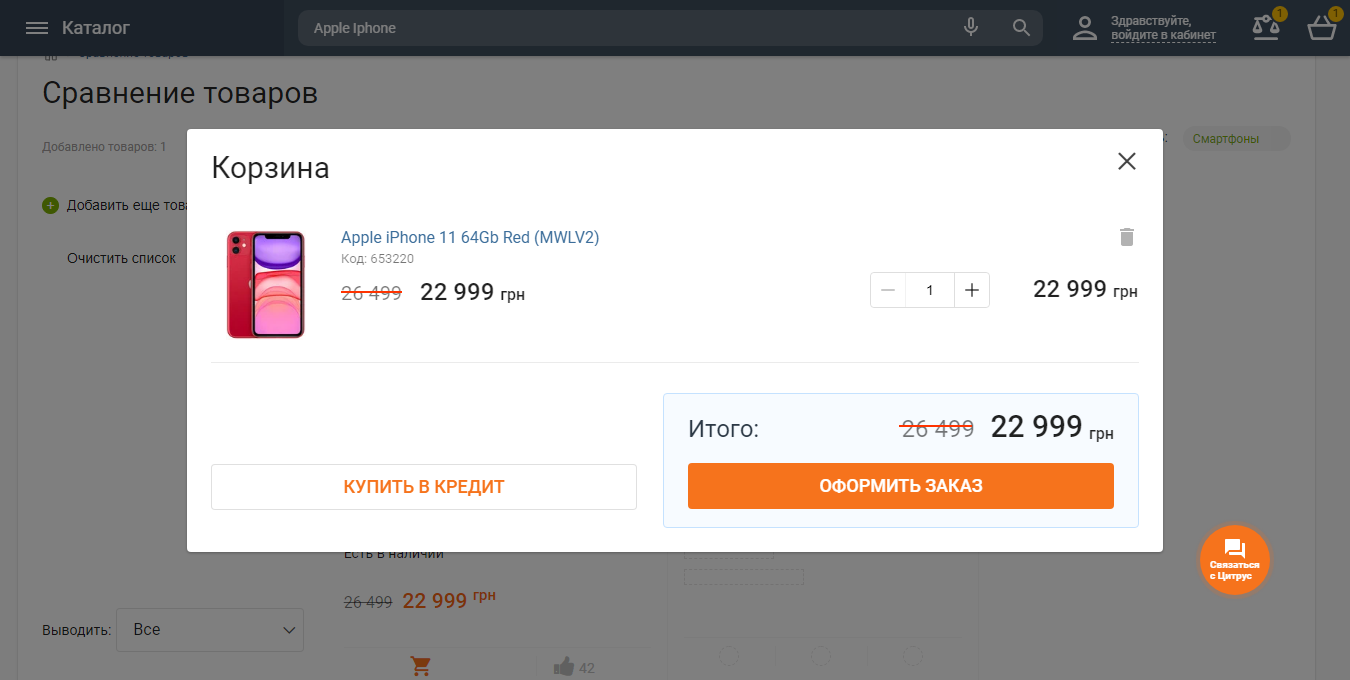 Каталог
Apple Iphone
Здравствуйте,
войдите в кабинет
1
1
Сравнение товаров
Сравнение товаров
Добавлено товаров: 1
Смартфоны
Добавить еще това
Очистить список
Корзина
Apple iPhone 11 64Gb Red (MWLV2)
Код: 653220
26 499 22 999 грн
1
22 999 грн
Итого: 26 499 22 999 грн
КУПИТЬ В КРЕДИТ
ОФОРМИТЬ ЗАКАЗ
Есть в наличии
26 499 22 999 грн
Выводить: Все
42
Связаться
с Цитрус